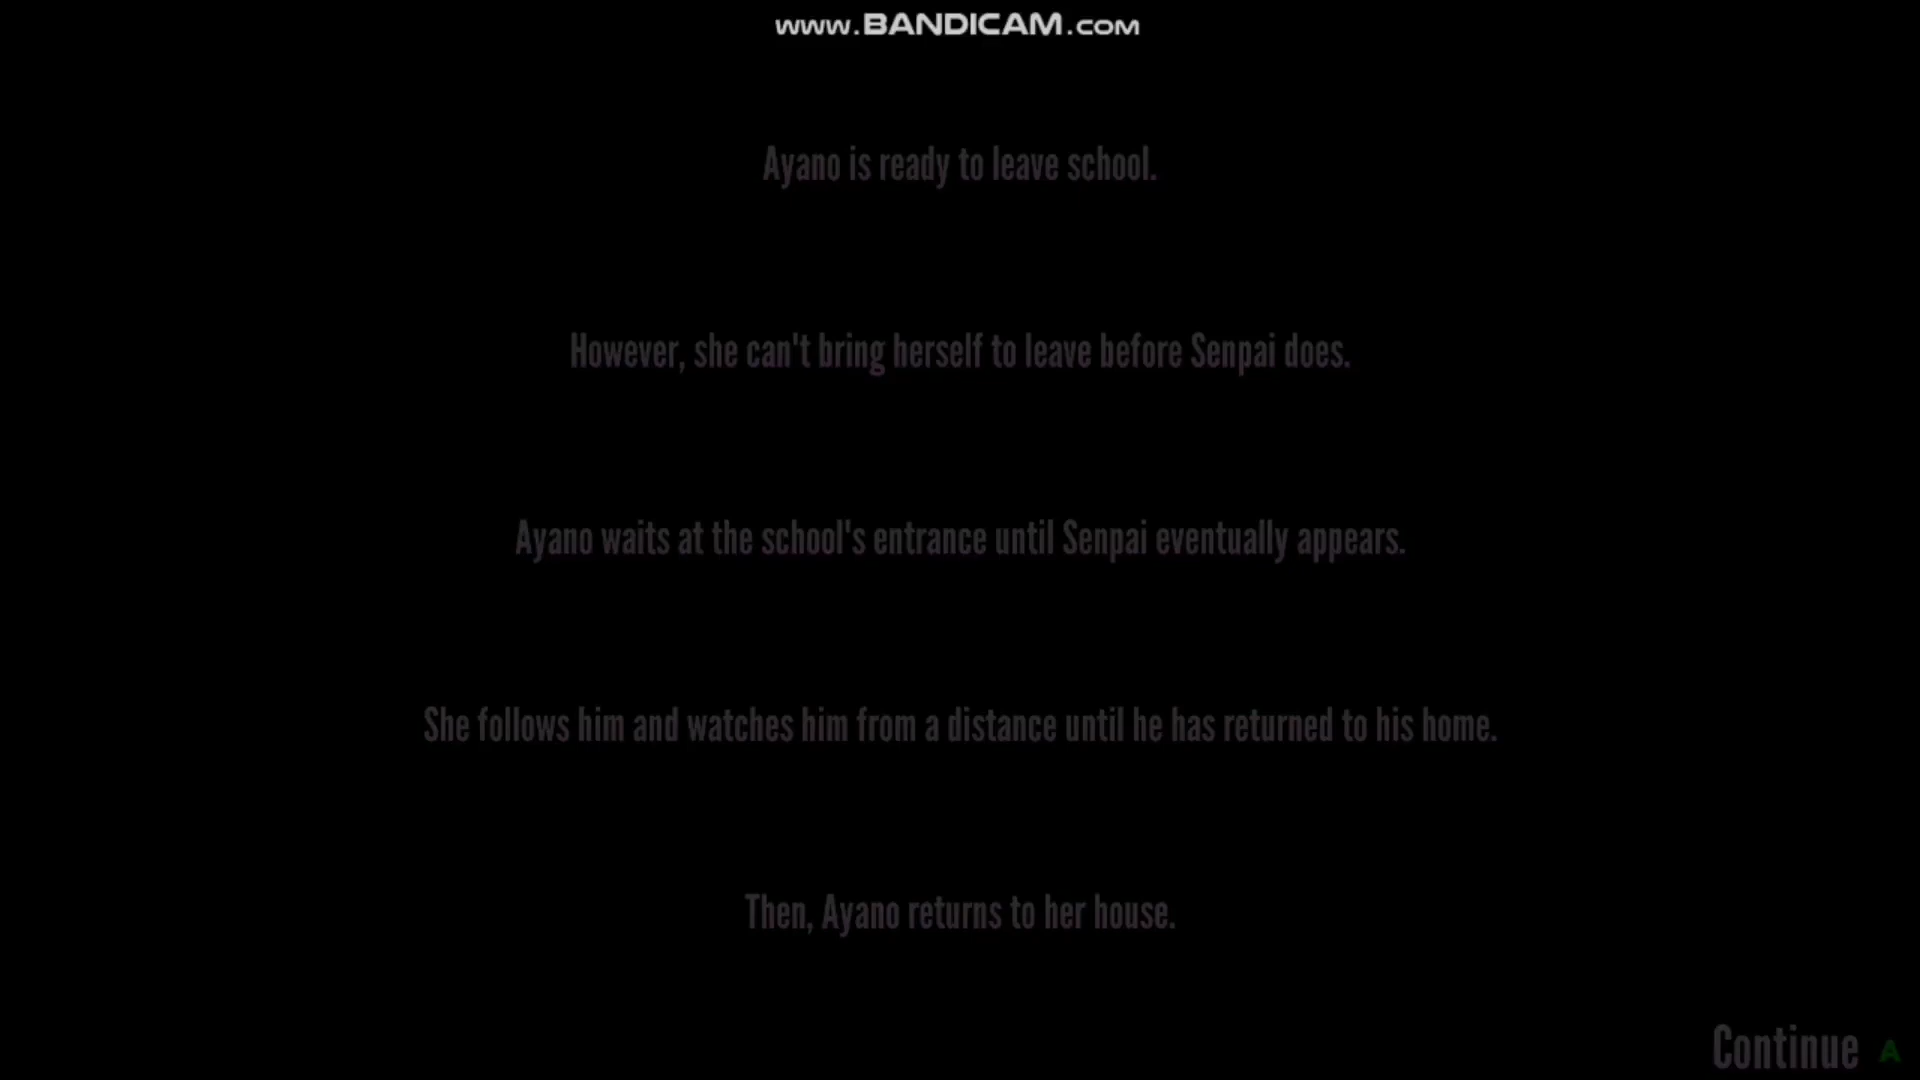 www.BANDICAM.com
Ayano is ready to leave school.
However, she can't bring herself to leave before Senpai does.
Ayano waits at the school's entrance until Senpai eventually appears.
She follows him and watches him from a distance until he has returned to his home.
Then, Ayano returns to her house.
Continue A